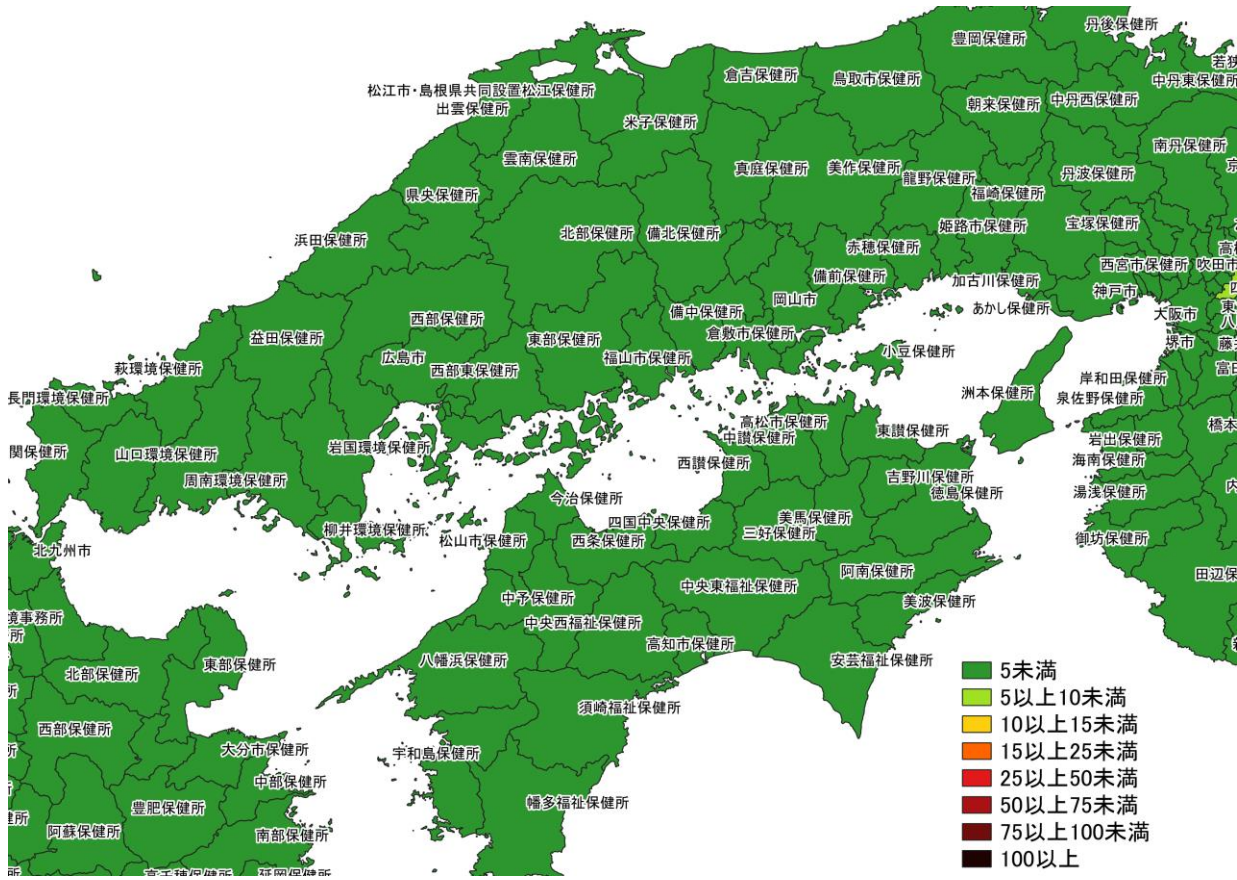 丹後保健所
豊岡保健所
若狭
倉吉保健所
鳥取市保健所
中丹東保健所
松江市・島根県共同設置松江保健所
出雲保健所
朝来保健所
中丹西保健所
米子保健所
南丹保健所
雲南保健所
真庭保健所
美作保健所
龍野保健所
丹波保健所
京
県央保健所
福崎保健所
浜田保健所
北部保健所
備北保健所
姫路市保健所
宝塚保健所
赤穂保健所
西宮市保健所
吹田市
備前保健所
加古川保健所
神戸市
岡山市
あかし保健所
大阪市
東
西部保健所
備中保健所
八
益田保健所
東部保健所
倉敷市保健所
堺市
広島市
福山市保健所
小豆保健所
西部東保健所
萩環境保健所
岸和田保健所
洲本保健所
長門環境保健所
泉佐野保健所
高松市保健所
中讃保健所
東讃保健所
橋本
岩国環境保健所
岩出保健所
関保健所
山口環境保健所
西讃保健所
海南保健所
周南環境保健所
吉野川保健所
徳島保健所
湯浅保健所
今治保健所
美馬保健所
四国中央保健所
柳井環境保健所
三好保健所
松山市保健所
西条保健所
御坊保健所
北九州市
阿南保健所
田辺保
中央東福祉保健所
中予保健所
美波保健所
境事務所
中央西福祉保健所
高知市保健所
東部保健所
八幡浜保健所
安芸福祉保健所
北部保健所
須崎福祉保健所
西部保健所
大分市保健所
宇和島保健所
中部保健所
豊肥保健所
幡多福祉保健所
阿蘇保健所
南部保健所
高千穂保健所
延岡保健所
5未満
5以上10未満
10以上15未満
15以上25未満
25以上50未満
50以上75未満
75以上100未満
100以上